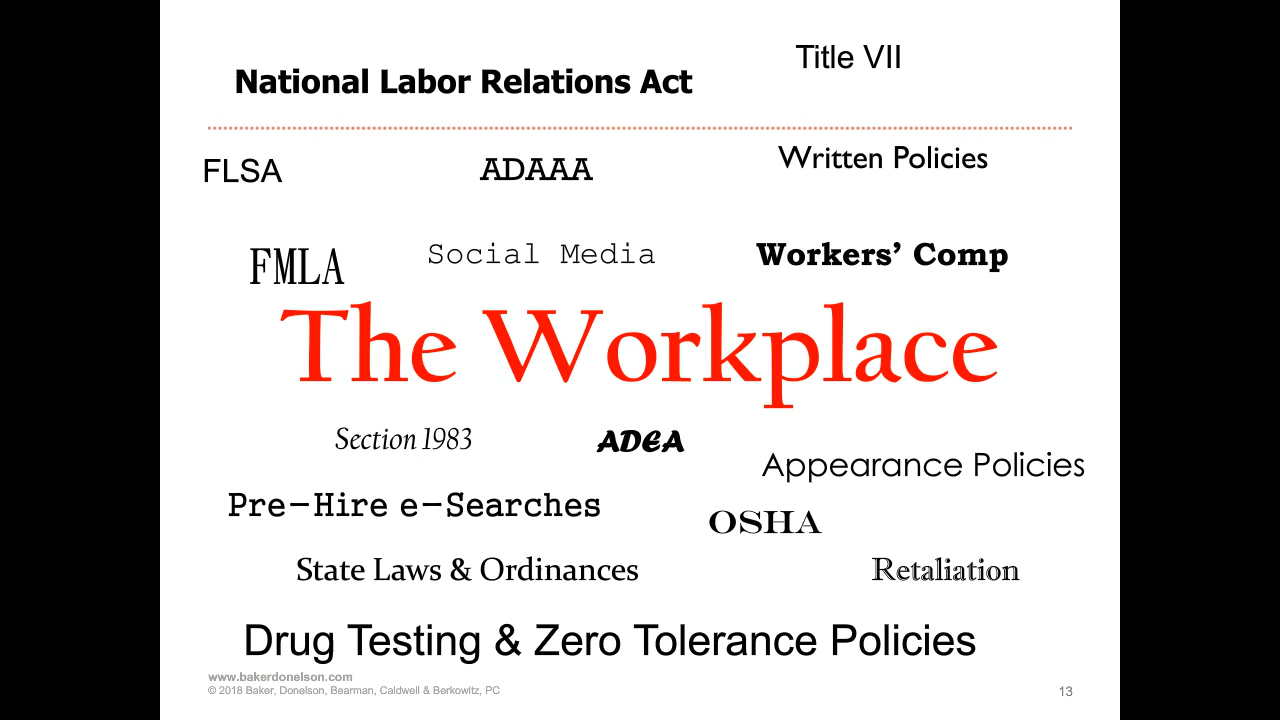 Title VII
National Labor Relations Act
FLSA
ADAAA
Written Policies
FMLA
Social Media
Workers’ Comp
The Workplace
Section 1983
ADEA
Appearance Policies
Pre-Hire e-Searches
OSHA
State Laws & Ordinances
Retaliation
Drug Testing & Zero Tolerance Policies
www.bakerdonelson.com
© 2018 Baker, Donelson, Bearman, Caldwell & Berkowitz, PC
13